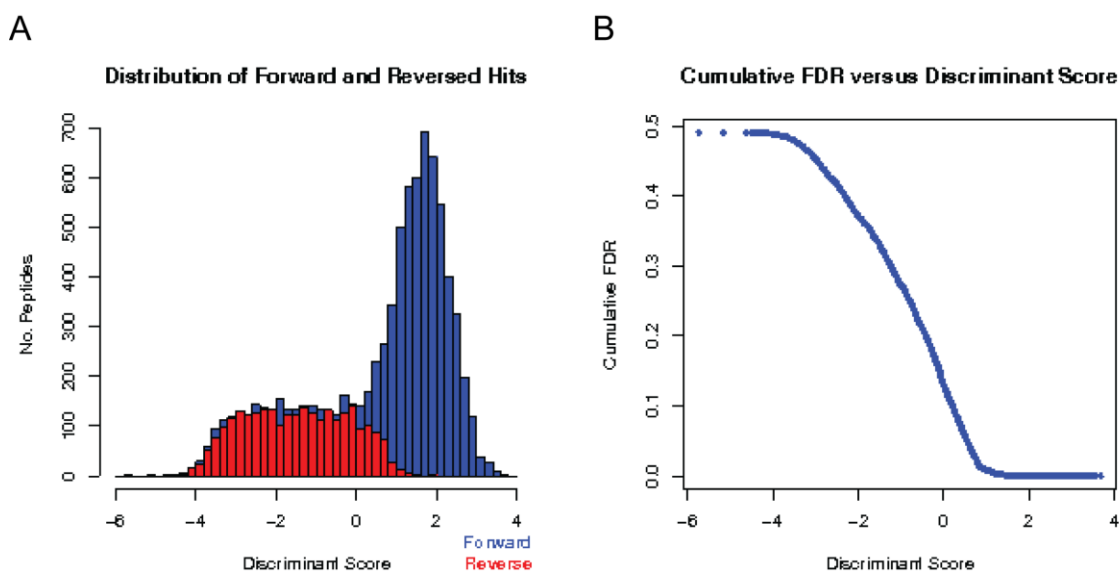 A
Distribution of Forward and Reversed Hits
No. Peptides
700
600
500
400
300
200
100
0
-6 -4 -2 0 2 4
Discriminant Score
Forward
Reverse
B
Cumulative FDR versus Discriminant Score
Cumulative FDR
0.5
0.4
0.3
0.2
0.1
0.0
-6 -4 -2 0 2 4
Discriminant Score